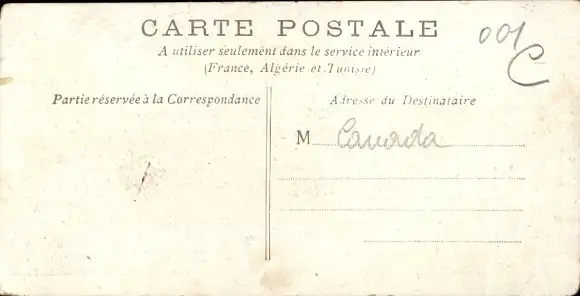 CARTE POSTALE
A utiliser seulement dans le service intérieur
(France, Algérie et Tunisie)
Partie réservée à la Correspondance
Adresse du Destinataire
M Canada